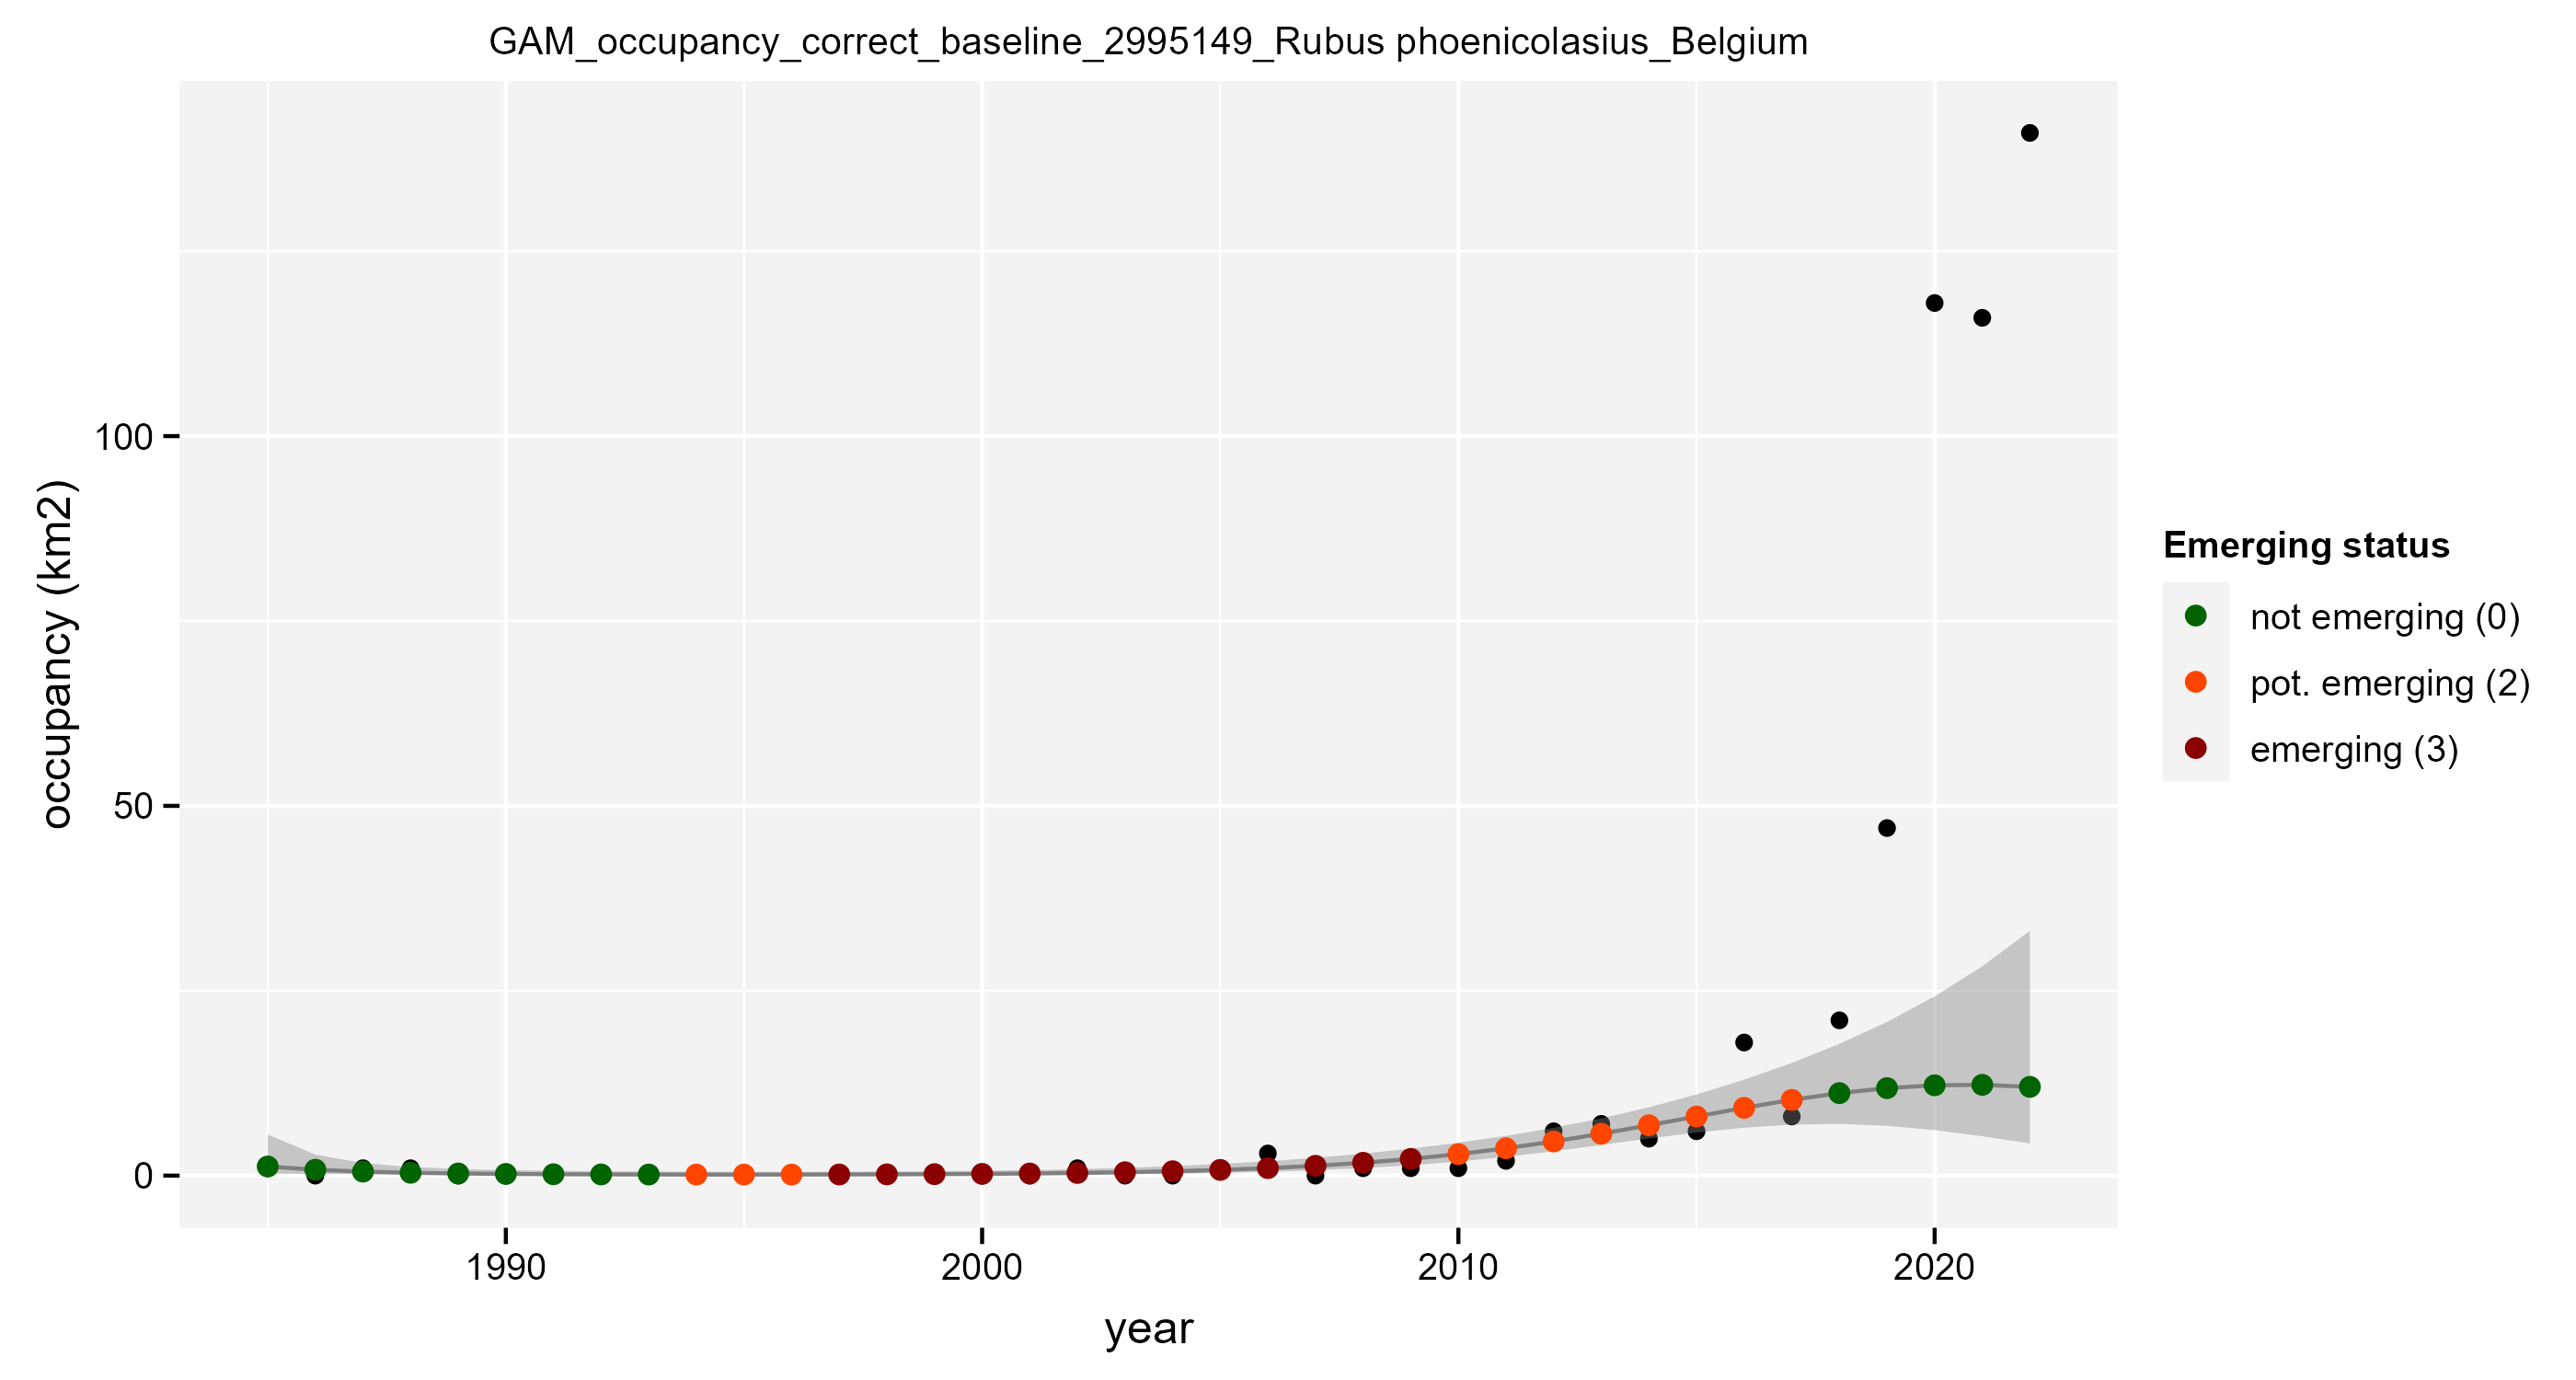 GAM_occupancy_correct_baseline_2995149_Rubus phoenicolasius_Belgium
occupancy (km2)
100
50
0
1990
2000
2010
2020
year
Emerging status
not emerging (0)
pot. emerging (2)
emerging (3)